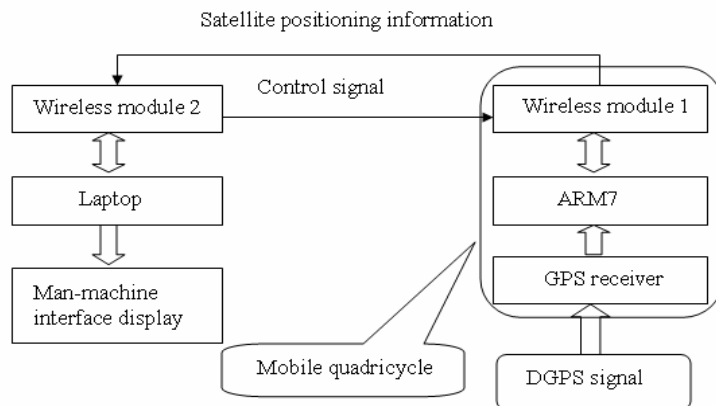 Satellite positioning information
Wireless module 2
Control signal
Wireless module 1
Laptop
ARM7
Man-machine
interface display
GPS receiver
Mobile quadricycle
DGPS signal